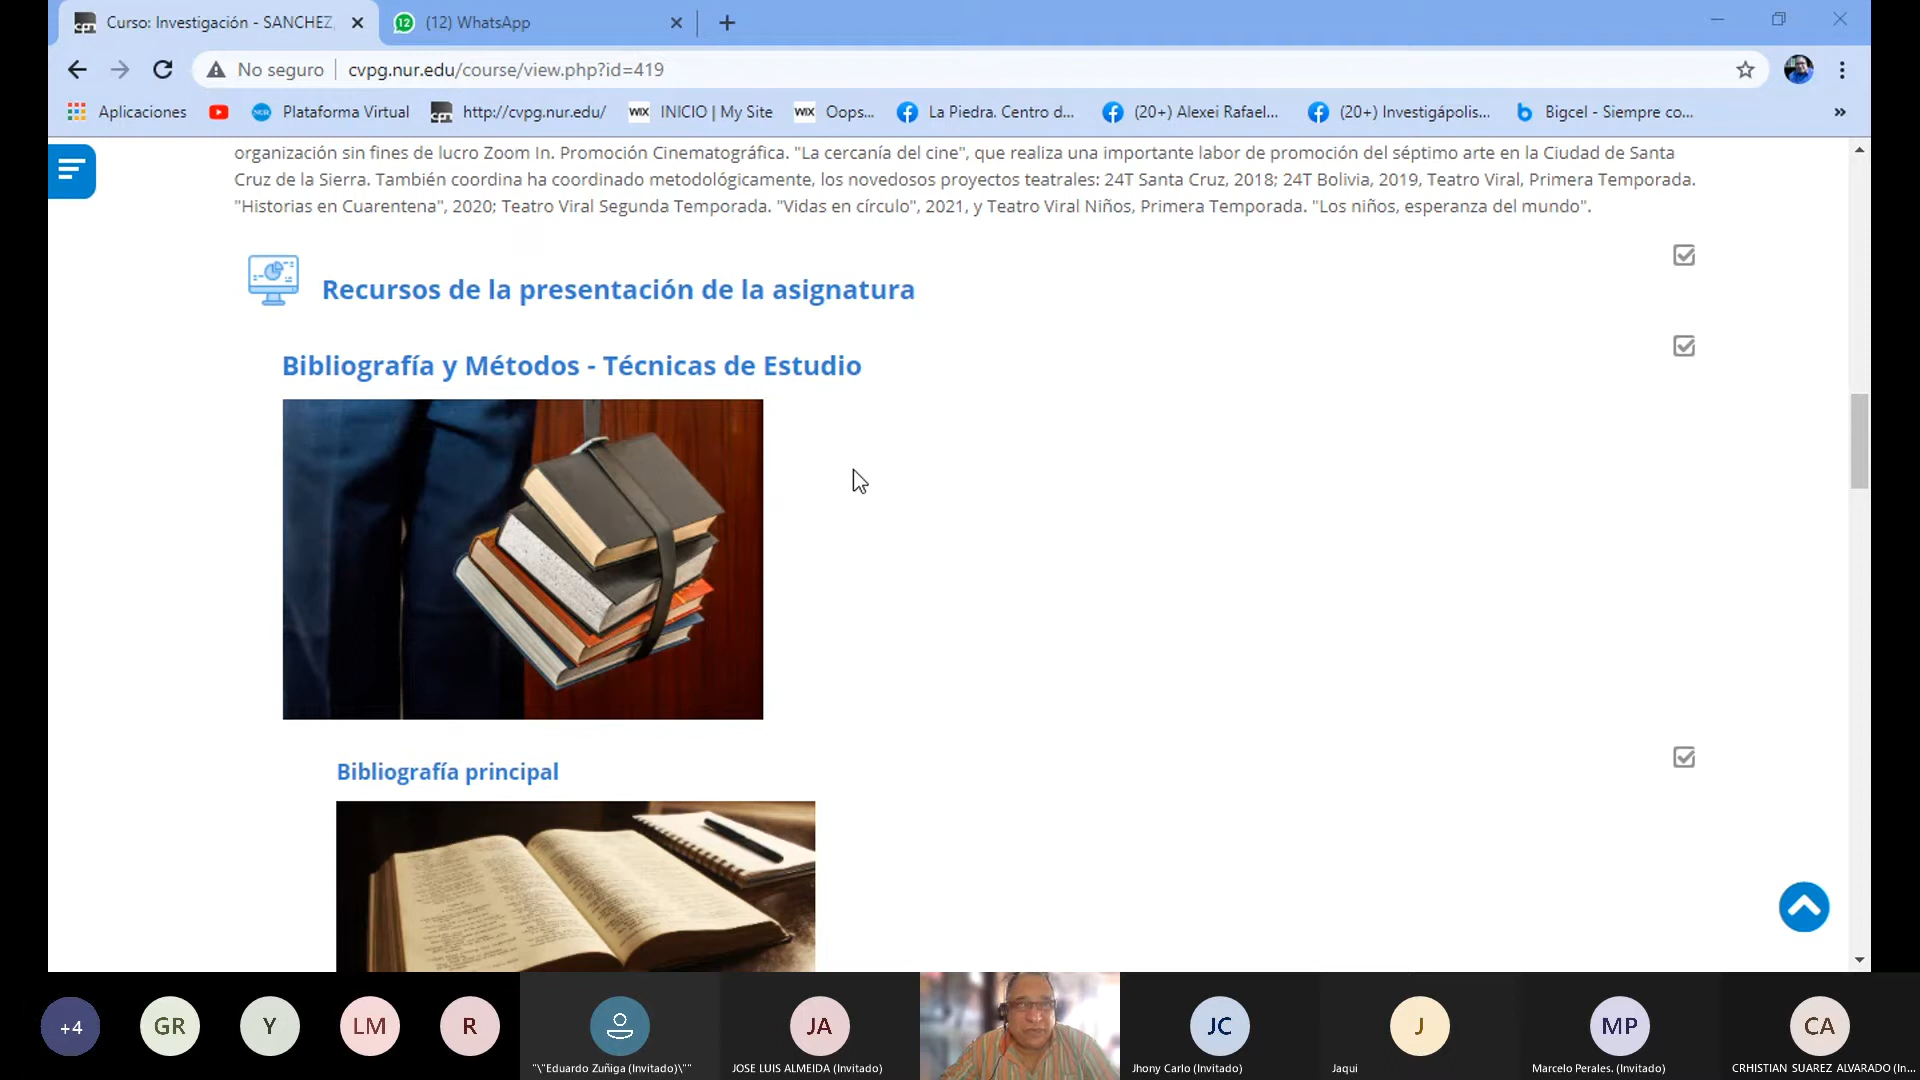 Curso: Investigación - SANCHEZ
(12) WhatsApp
No seguro
cvpg.nur.edu/course/view.php?id=419
Aplicaciones
Plataforma Virtual
http://cvpg.nur.edu/
WIX INICIO | My Site
WIX Oops...
La Piedra. Centro d...
(20+) Alexei Rafael...
(20+) Investigápolis...
Bigcel - Siempre co...
»
organización sin fines de lucro Zoom In. Promoción Cinematográfica. "La cercanía del cine", que realiza una importante labor de promoción del séptimo arte en la Ciudad de Santa
Cruz de la Sierra. También coordina ha coordinado metodológicamente, los novedosos proyectos teatrales: 24T Santa Cruz, 2018; 24T Bolivia, 2019, Teatro Viral, Primera Temporada.
"Historias en Cuarentena", 2020; Teatro Viral Segunda Temporada. "Vidas en círculo", 2021, y Teatro Viral Niños, Primera Temporada. "Los niños, esperanza del mundo".
Recursos de la presentación de la asignatura
Bibliografía y Métodos - Técnicas de Estudio
Bibliografía principal
+4
GR
Y
LM
R
"\"Eduardo Zuñiga (Invitado)\""
JA
JOSE LUIS ALMEIDA (Invitado)
JC
Jhony Carlo (Invitado)
J
Jaqui
MP
Marcelo Perales. (Invitado)
CA
CRHISTIAN SUAREZ ALVARADO (In...